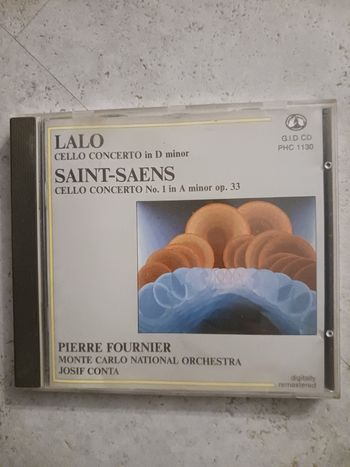 LALO
CELLO CONCERTO in D minor
SAINT-SAENS
CELLO CONCERTO No. 1 in A minor op. 33
G.I.D CD
PHC 1130
PIERRE FOURNIER
MONTE CARLO NATIONAL ORCHESTRA
JOSIF CONTA
digitally
remastered